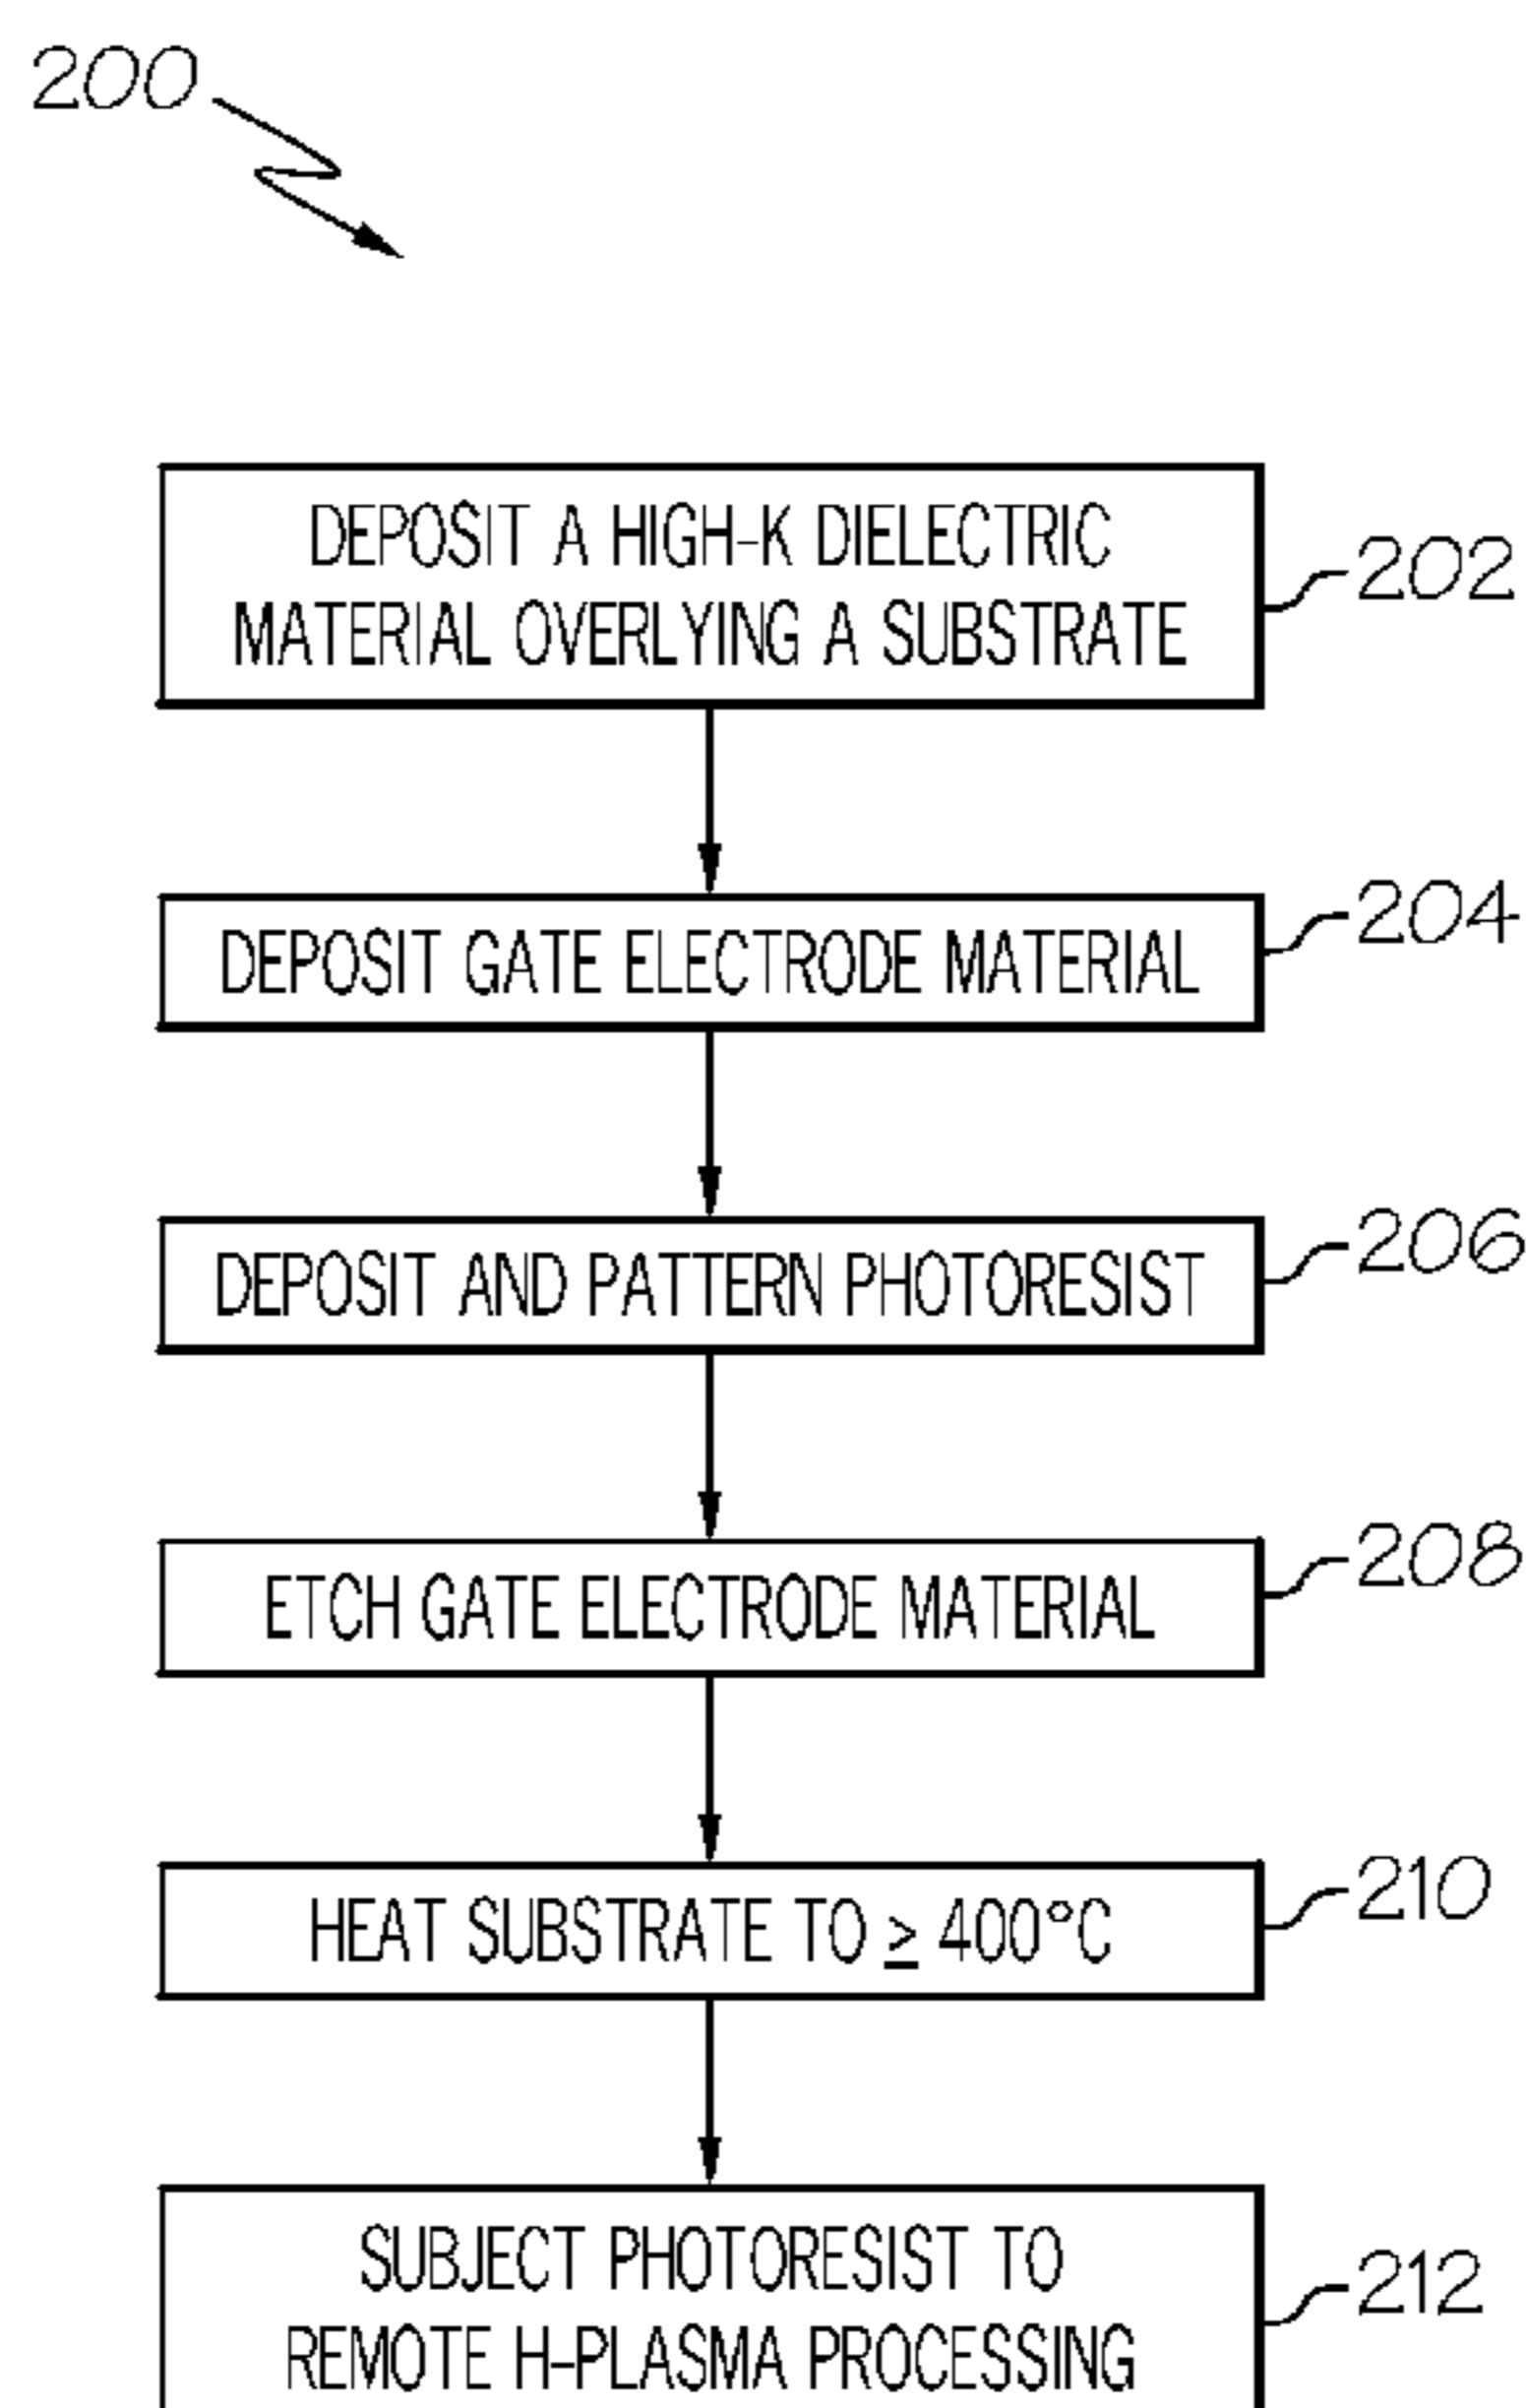 200
DEPOSIT A HIGH-K DIELECTRIC
MATERIAL OVERLYING A SUBSTRATE
202
DEPOSIT GATE ELECTRODE MATERIAL
204
DEPOSIT AND PATTERN PHOTORESIST
206
ETCH GATE ELECTRODE MATERIAL
208
HEAT SUBSTRATE TO ≥ 400°C
210
SUBJECT PHOTORESIST TO
REMOTE H-PLASMA PROCESSING
212